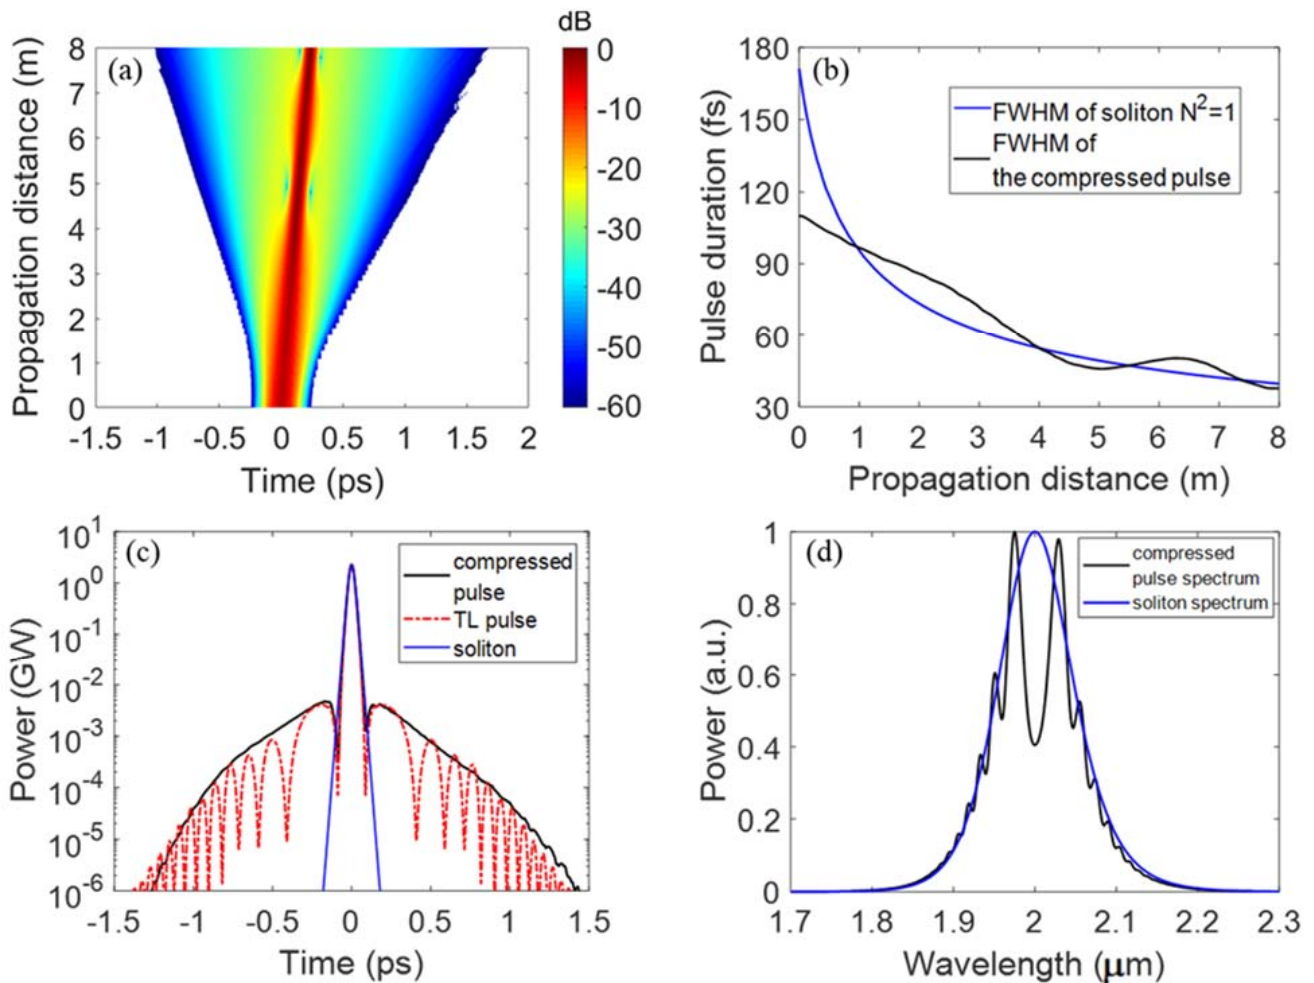 dB
(a)
8
7
6
5
4
3
2
1
0
Propagation distance (m)
-1.5 -1 -0.5 0 0.5 1 1.5 2
Time (ps)
0
-10
-20
-30
-40
-50
-60
(b)
180
150
120
90
60
30
Pulse duration (fs)
FWHM of soliton N²=1
FWHM of
the compressed pulse
0 1 2 3 4 5 6 7 8
Propagation distance (m)
(c)
10¹
10⁰
10⁻¹
10⁻²
10⁻³
10⁻⁴
10⁻⁵
10⁻⁶
Power (GW)
compressed
pulse
TL pulse
soliton
-1.5 -1 -0.5 0 0.5 1 1.5
Time (ps)
(d)
1
0.8
0.6
0.4
0.2
0
Power (a.u.)
compressed
pulse spectrum
soliton spectrum
1.7 1.9 2 2.1 2.2 2.3
Wavelength (μm)